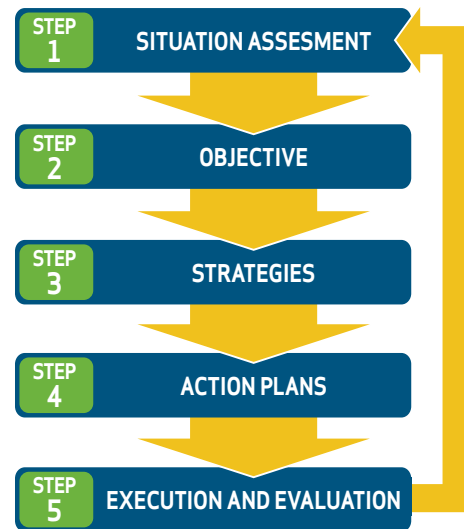 STEP
1
SITUATION ASSESMENT
STEP
2
OBJECTIVE
STEP
3
STRATEGIES
STEP
4
ACTION PLANS
STEP
5
EXECUTION AND EVALUATION